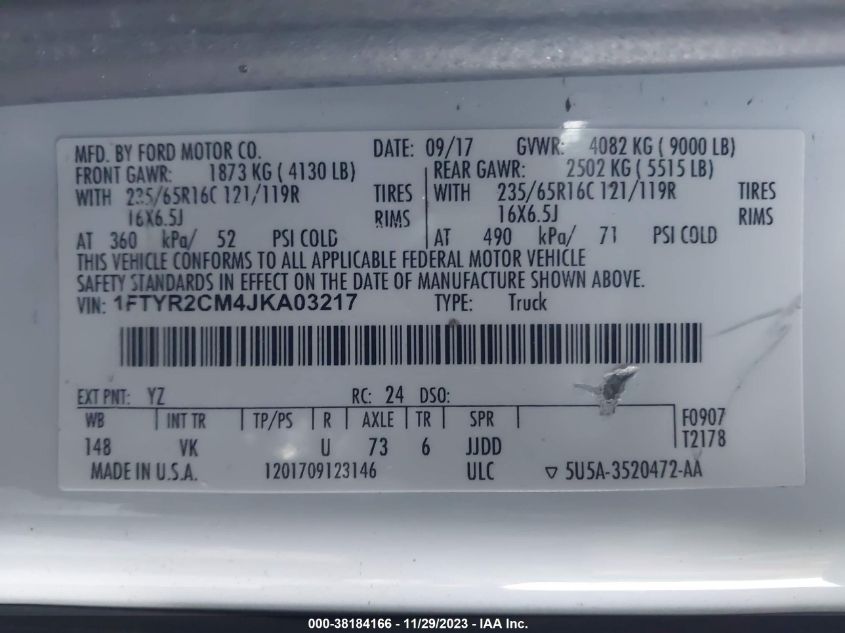 MFD. BY FORD MOTOR CO. DATE: 09/17 GVWR: 4082 KG ( 9000 LB)
FRONT GAWR: 1873 KG ( 4130 LB) REAR GAWR: 2502 KG ( 5515 LB)
WITH 235/65R16C 121/119R TIRES WITH 235/65R16C 121/119R TIRES
16X6.5J RIMS 16X6.5J RIMS
AT 360 kPa/ 52 PSI COLD AT 490 kPa/ 71 PSI COLD
THIS VEHICLE CONFORMS TO ALL APPLICABLE FEDERAL MOTOR VEHICLE
SAFETY STANDARDS IN EFFECT ON THE DATE OF MANUFACTURE SHOWN ABOVE.
VIN: 1FTYR2CM4JKA03217 TYPE: Truck
EXT PNT: YZ RC: 24 DSO:
WB INT TR TP/PS R AXLE TR SPR F0907
148 VK U 73 6 JJDD T2178
MADE IN U.S.A. 1201709123146 ULC ▽ 5U5A-3520472-AA
000-38184166 - 11/29/2023 - IAA Inc.